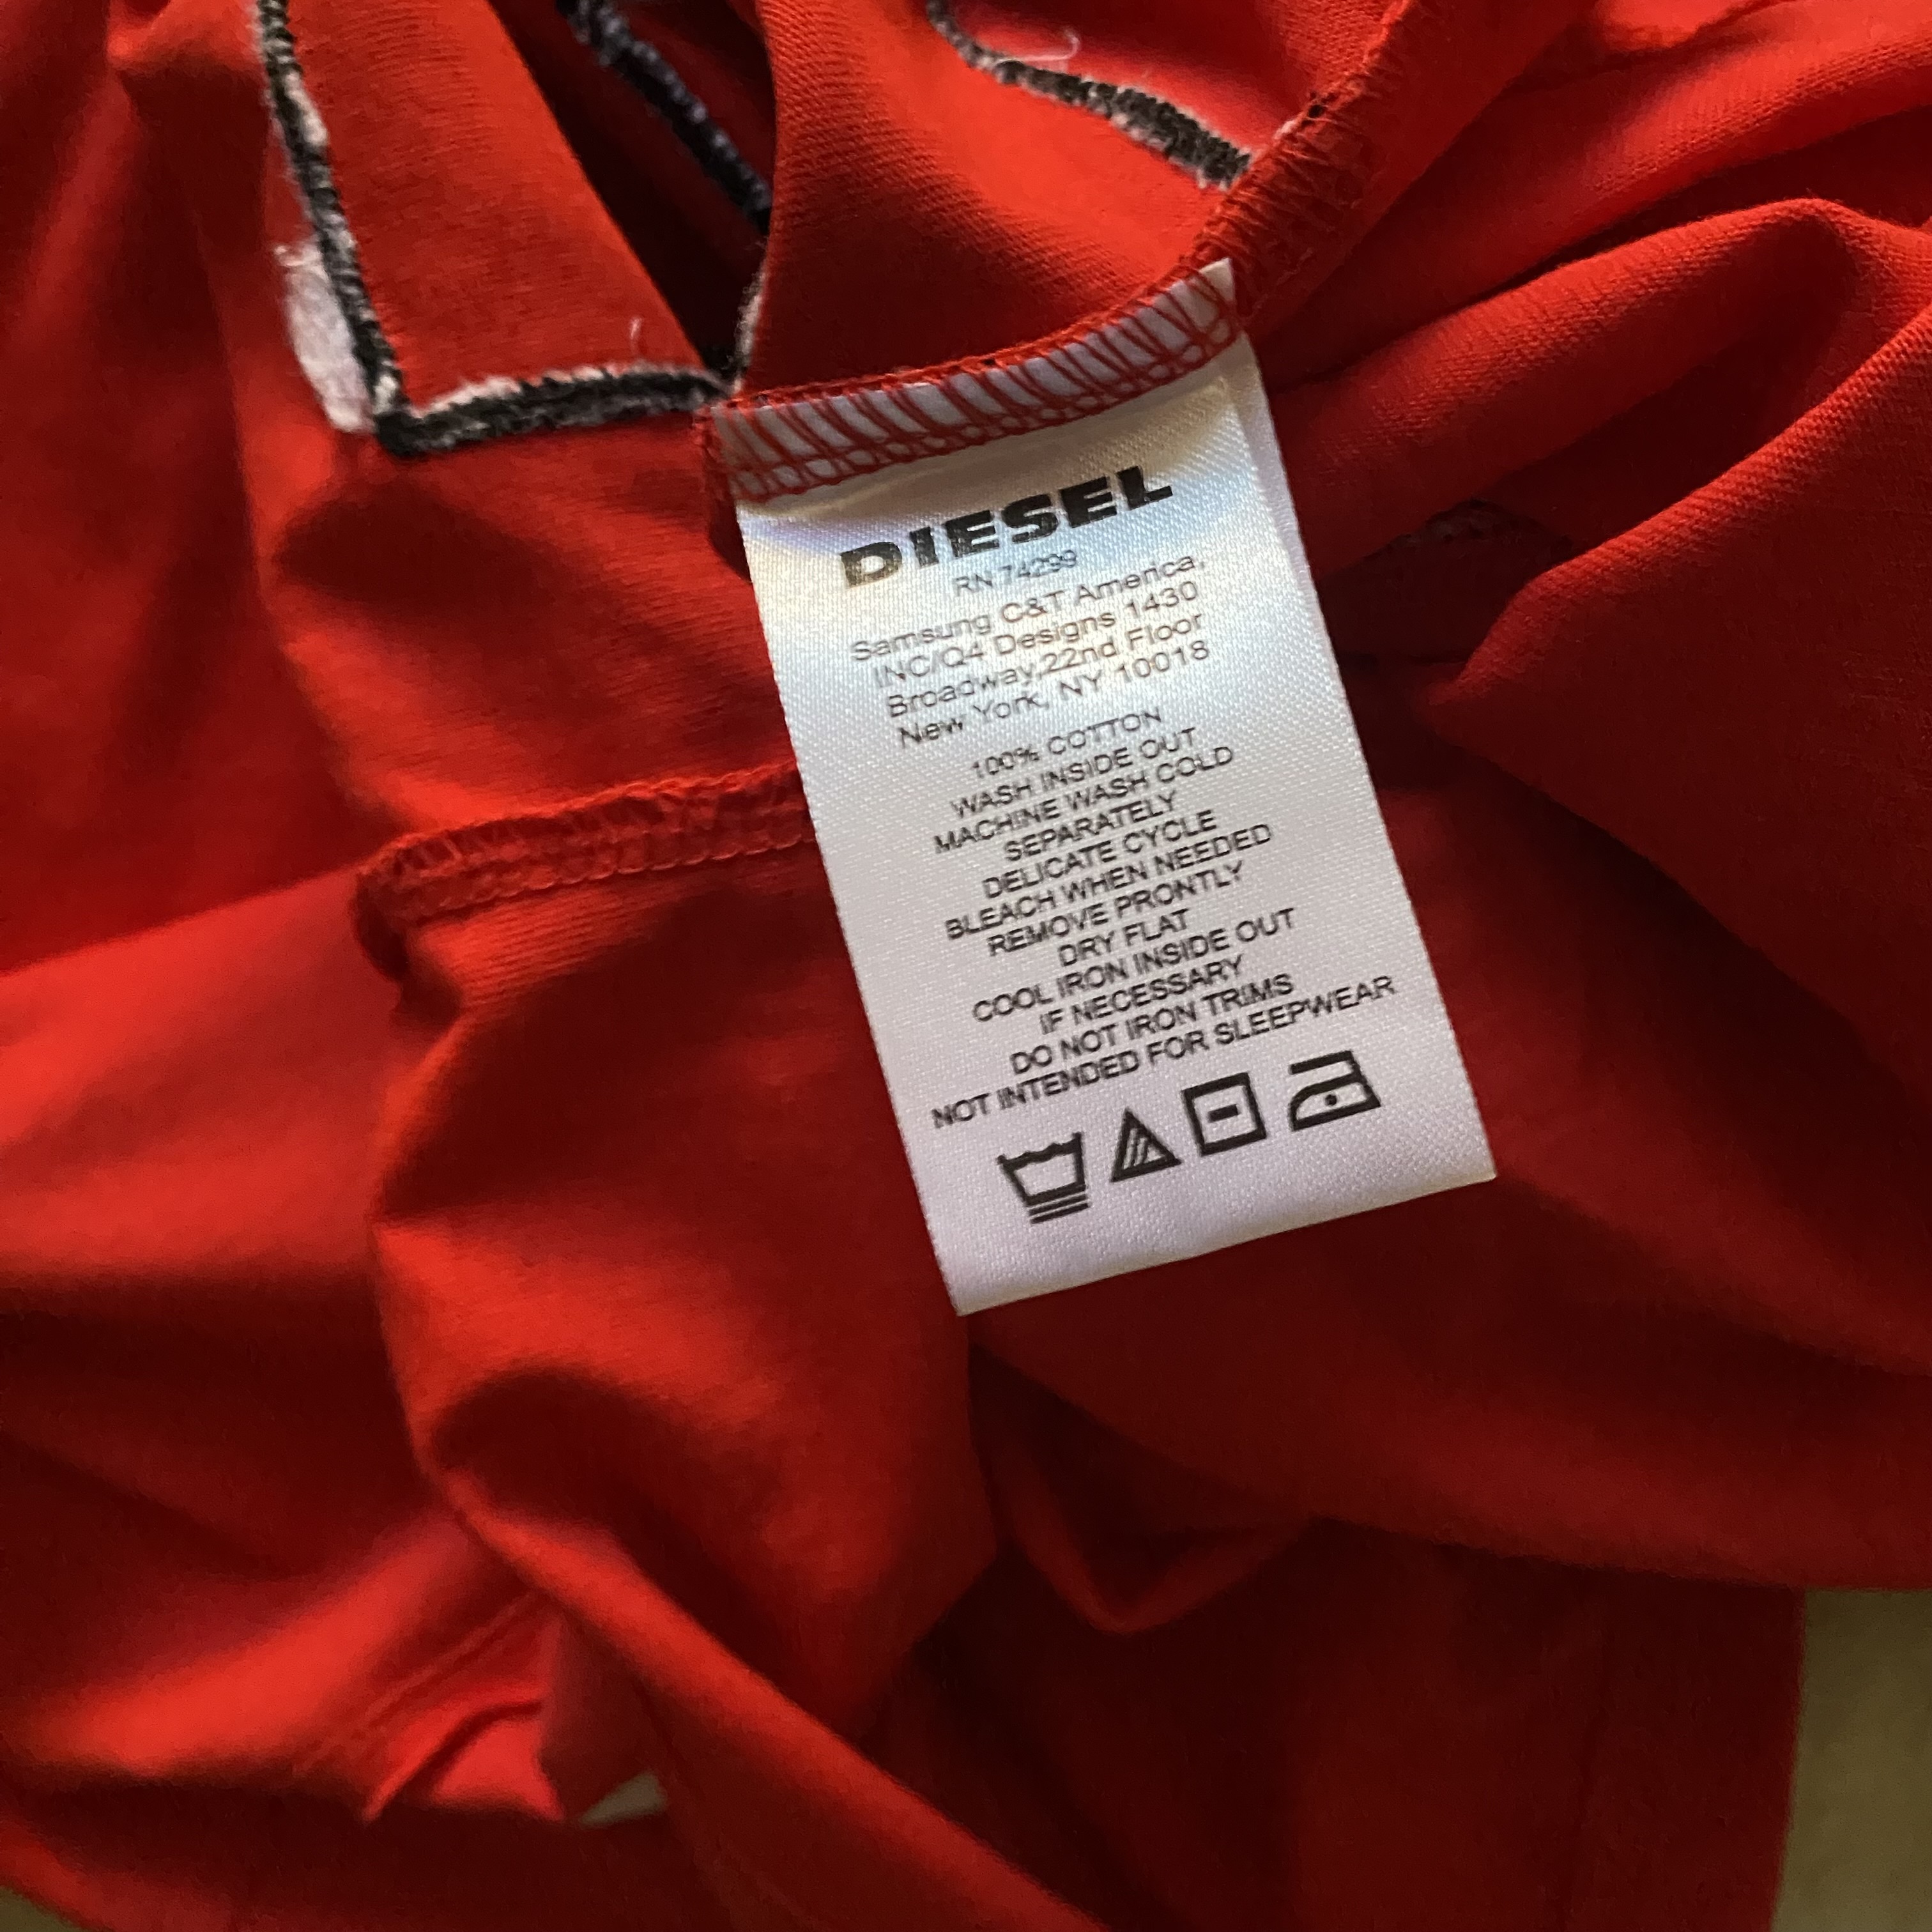 DIESEL
RN 74299
Samsung C&T America.
INC/Q4 Designs 1430
Broadway,22nd Floor
New York, NY 10018
100% COTTON
WASH INSIDE OUT
MACHINE WASH COLD
SEPARATELY
DELICATE CYCLE
BLEACH WHEN NEEDED
REMOVE PRONTLY
DRY FLAT
COOL IRON INSIDE OUT
IF NECESSARY
DO NOT IRON TRIMS
NOT INTENDED FOR SLEEPWEAR